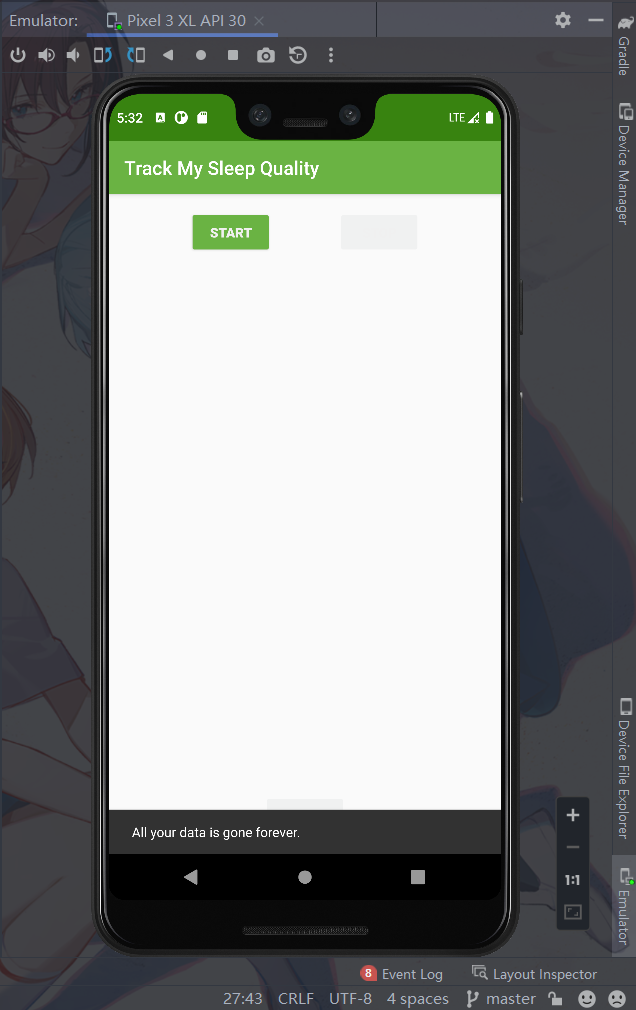 Emulator: Pixel 3 XL API 30
Gradle
Device Manager
5:32 LTE
Track My Sleep Quality
START
All your data is gone forever.
Device File Explorer
1:1
Emulator
8 Event Log Layout Inspector
27:43 CRLF UTF-8 4 spaces master